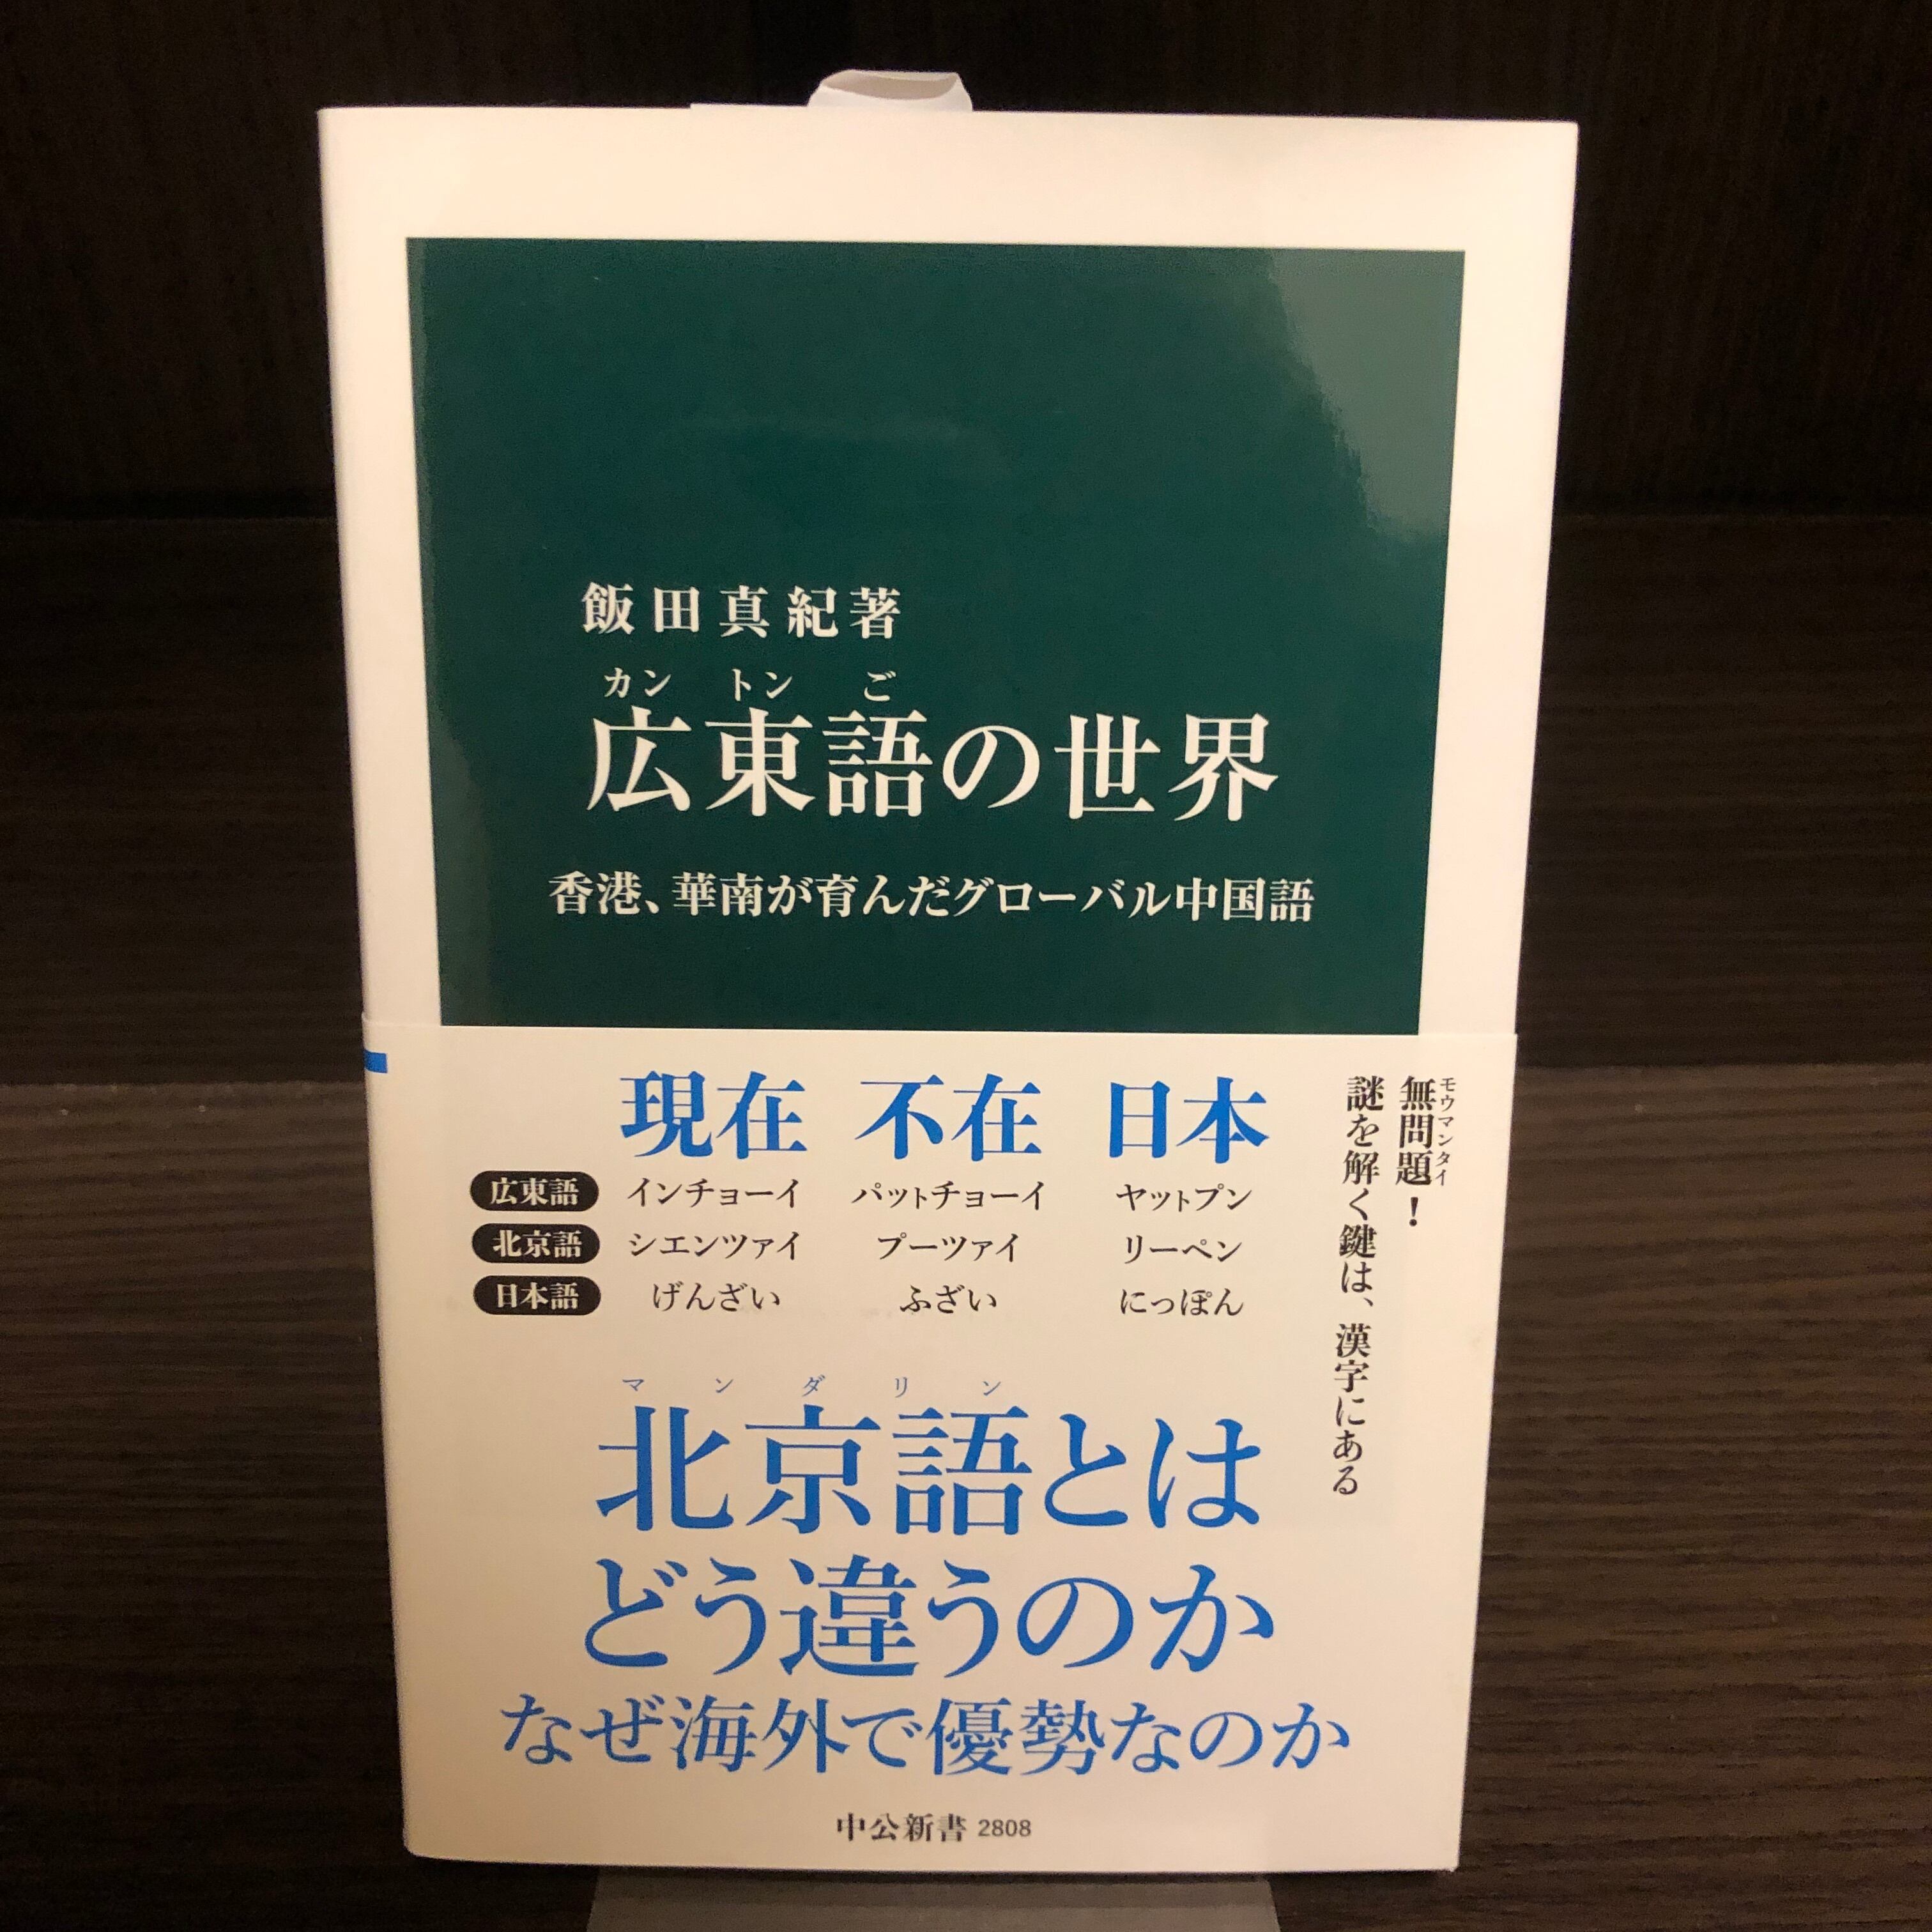 飯田真紀著
カントンご
広東語の世界
香港、華南が育んだグローバル中国語
モウマンタイ
無問題！
謎を解く鍵は、漢字にある
現在 不在 日本
広東語 インチョーイ パットチョーイ ヤットプン
北京語 シエンツァイ プーツァイ リーペン
日本語 げんざい ふざい にっぽん
マンダリン
北京語とは
どう違うのか
なぜ海外で優勢なのか
中公新書 2808